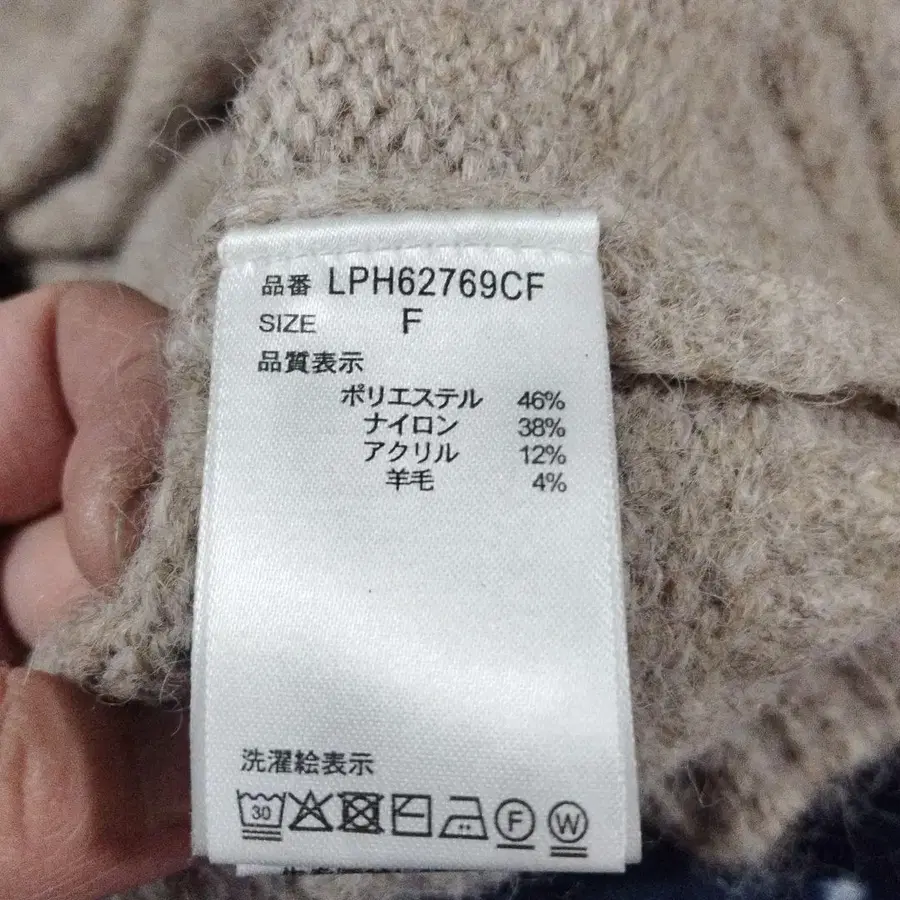 品番 LPH62769CF
SIZE F
品質表示
ポリエステル 46%
ナイロン 38%
アクリル 12%
羊毛 4%
洗濯絵表示
30 F W